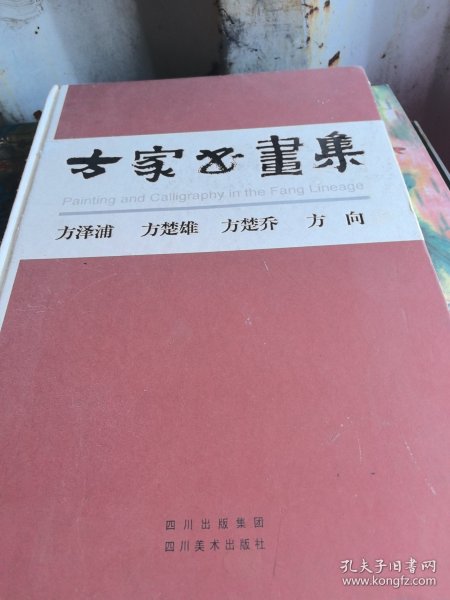 方家书畫集
Painting and Calligraphy in the Fang Lineage
方泽浦 方楚雄 方楚乔 方向
四川出版集团
四川美术出版社
孔夫子旧书网
www.kongfz.com